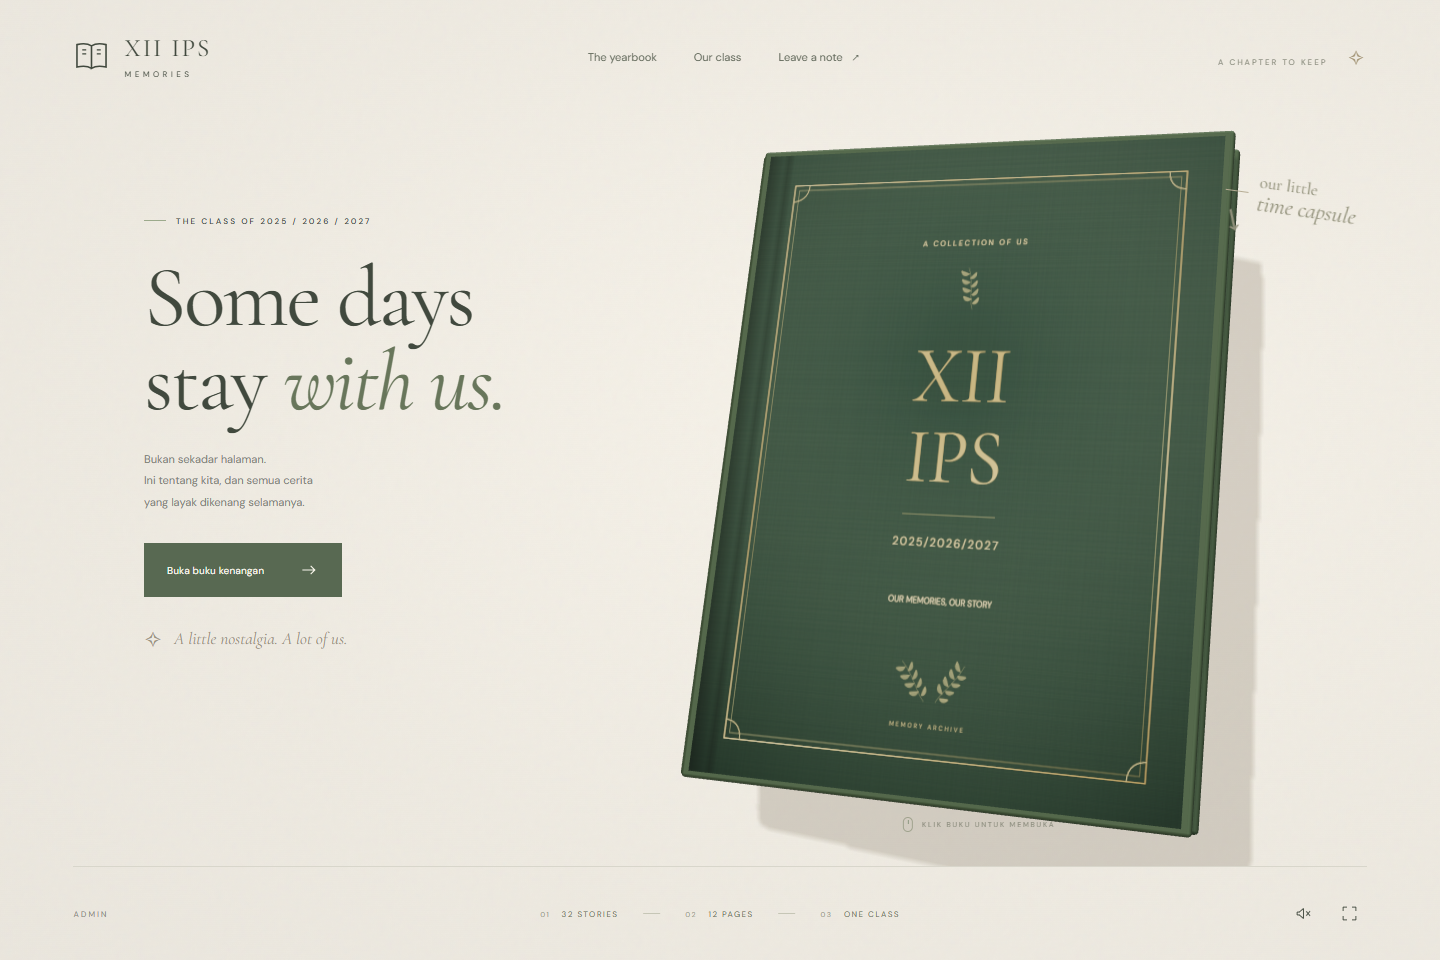 XII IPS
MEMORIES
The yearbook
Our class
Leave a note ↗
A CHAPTER TO KEEP
THE CLASS OF 2025 / 2026 / 2027
Some days
stay with us.
Bukan sekadar halaman.
Ini tentang kita, dan semua cerita
yang layak dikenang selamanya.
Buka buku kenangan →
A little nostalgia. A lot of us.
A COLLECTION OF US
XII
IPS
2025/2026/2027
OUR MEMORIES, OUR STORY
MEMORY ARCHIVE
our little
time capsule
KLIK BUKU UNTUK MEMBUKA
ADMIN
01 32 STORIES
02 12 PAGES
03 ONE CLASS